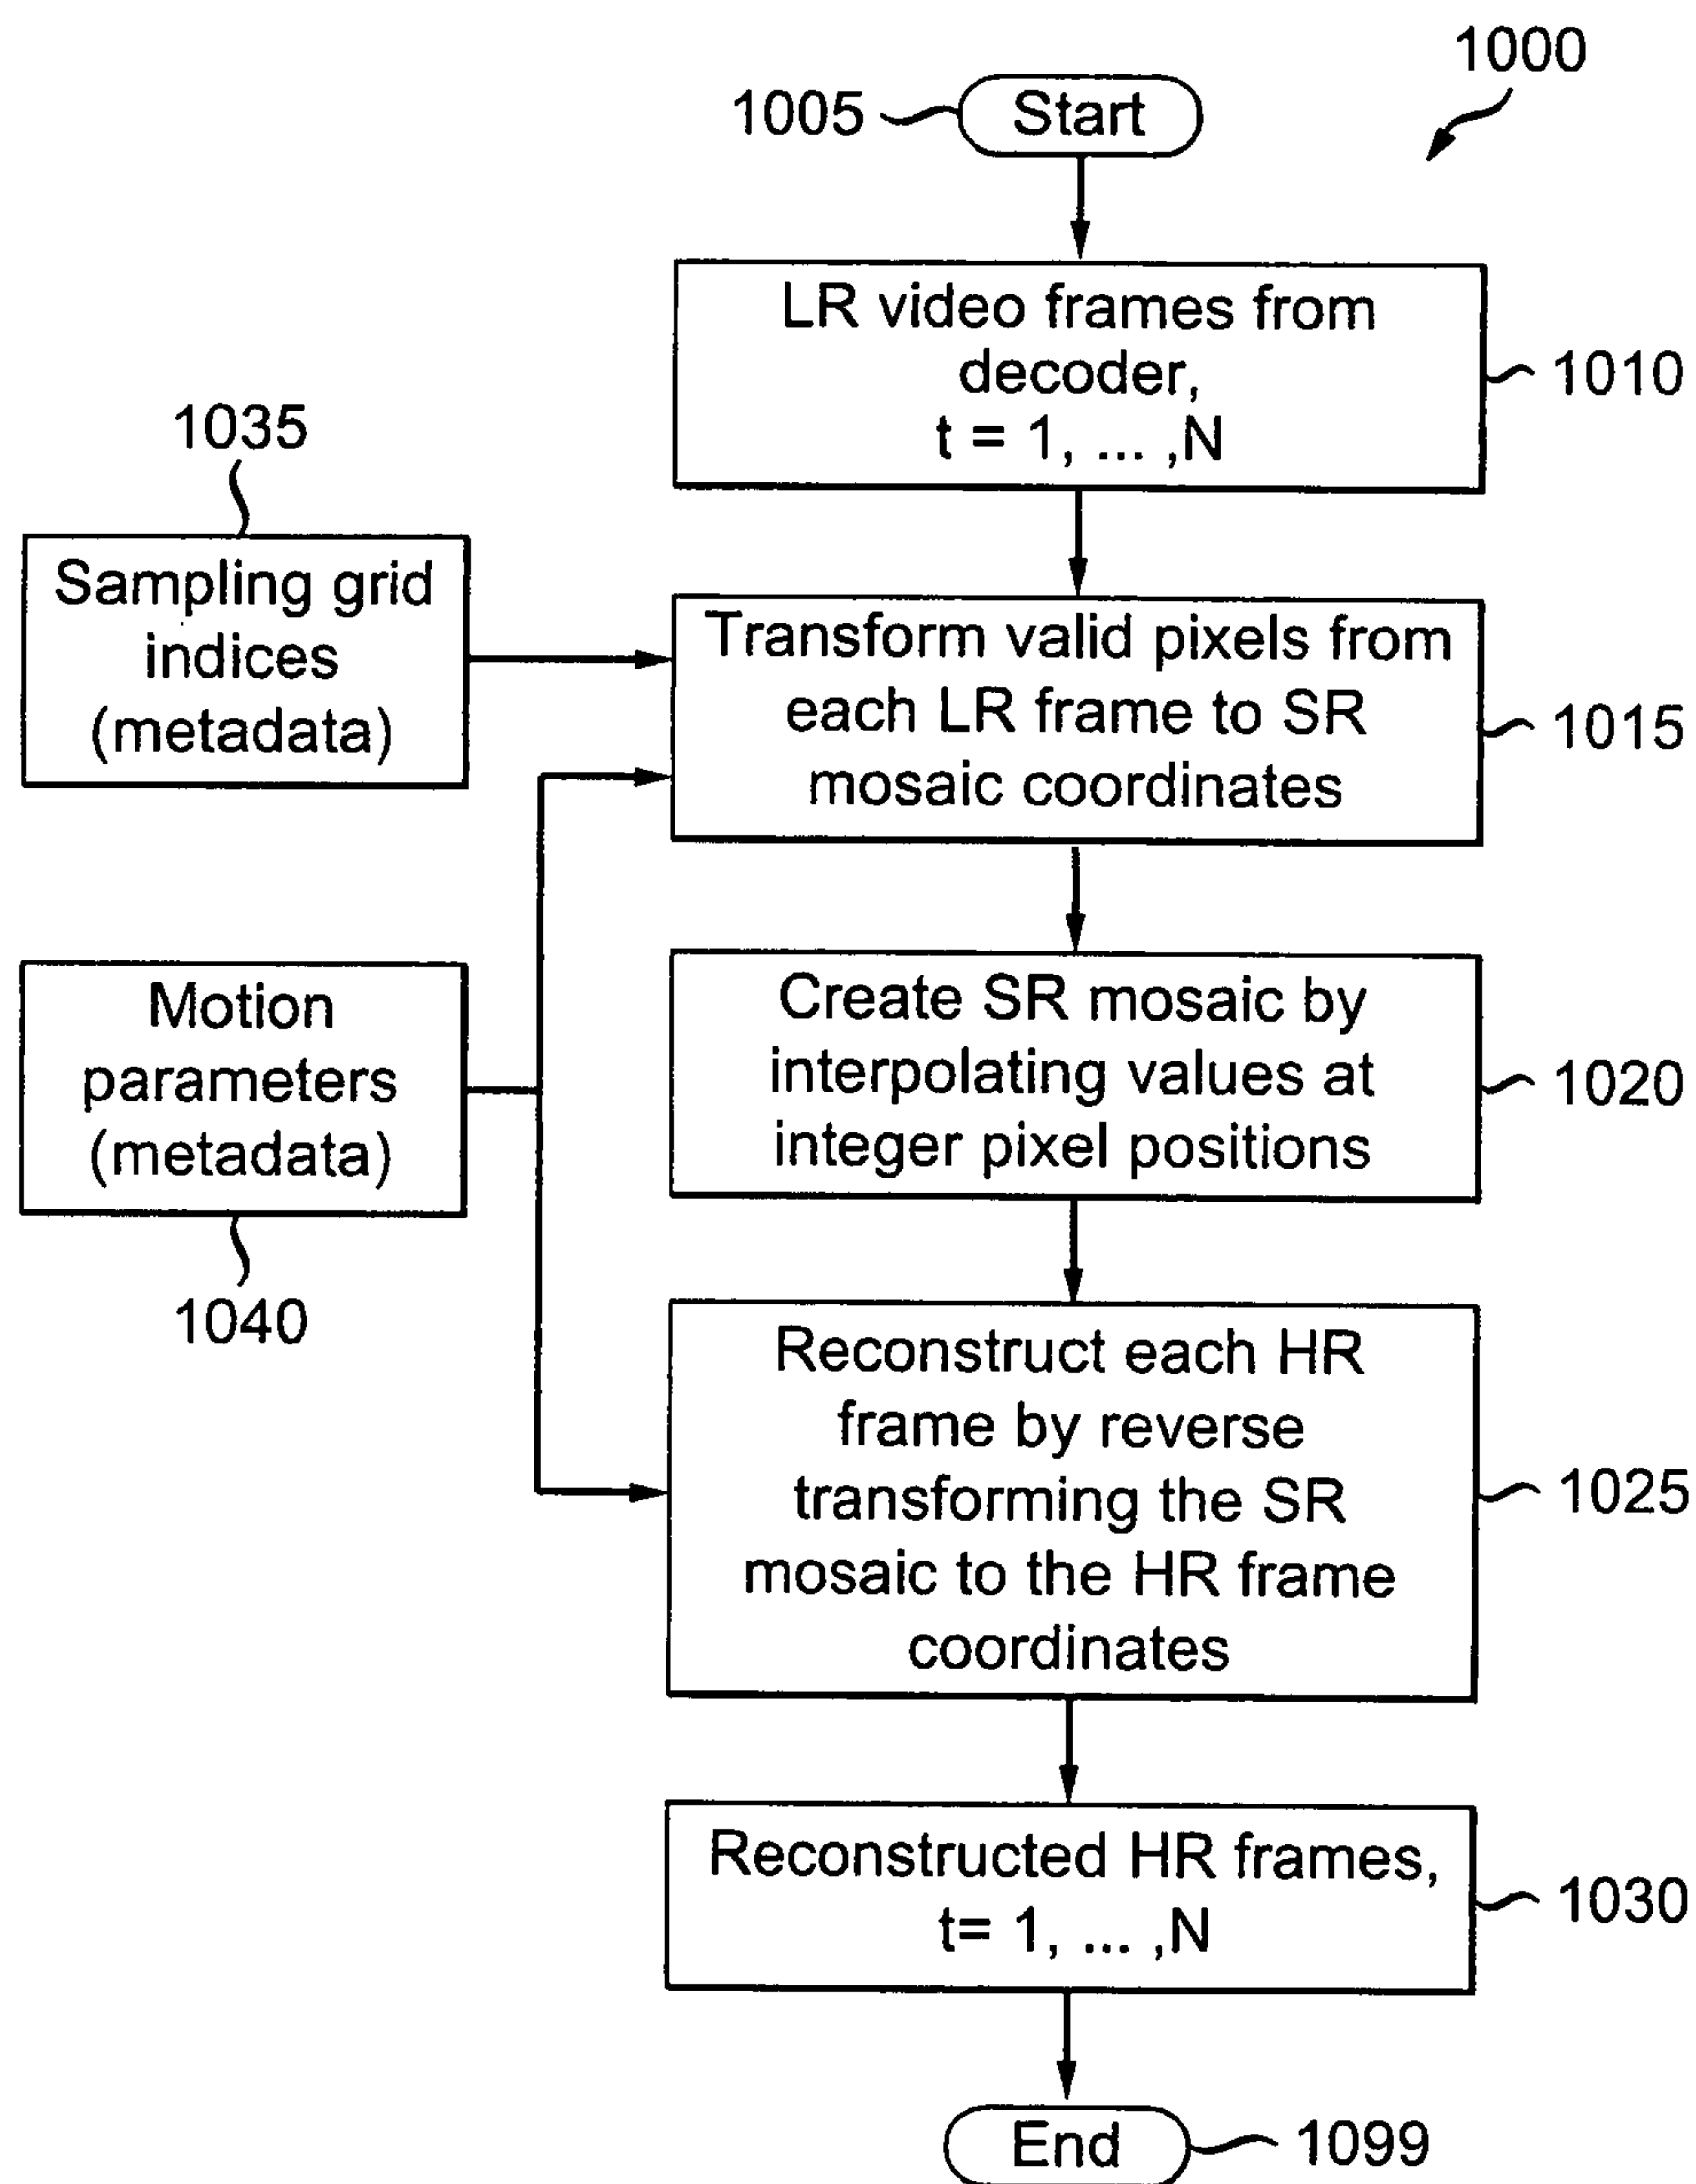 1000
1005
Start
LR video frames from
decoder,
t = 1, ... ,N
1010
1035
Sampling grid
indices
(metadata)
Transform valid pixels from
each LR frame to SR
mosaic coordinates
1015
Motion
parameters
(metadata)
1040
Create SR mosaic by
interpolating values at
integer pixel positions
1020
Reconstruct each HR
frame by reverse
transforming the SR
mosaic to the HR frame
coordinates
1025
Reconstructed HR frames,
t= 1, ... ,N
1030
End
1099